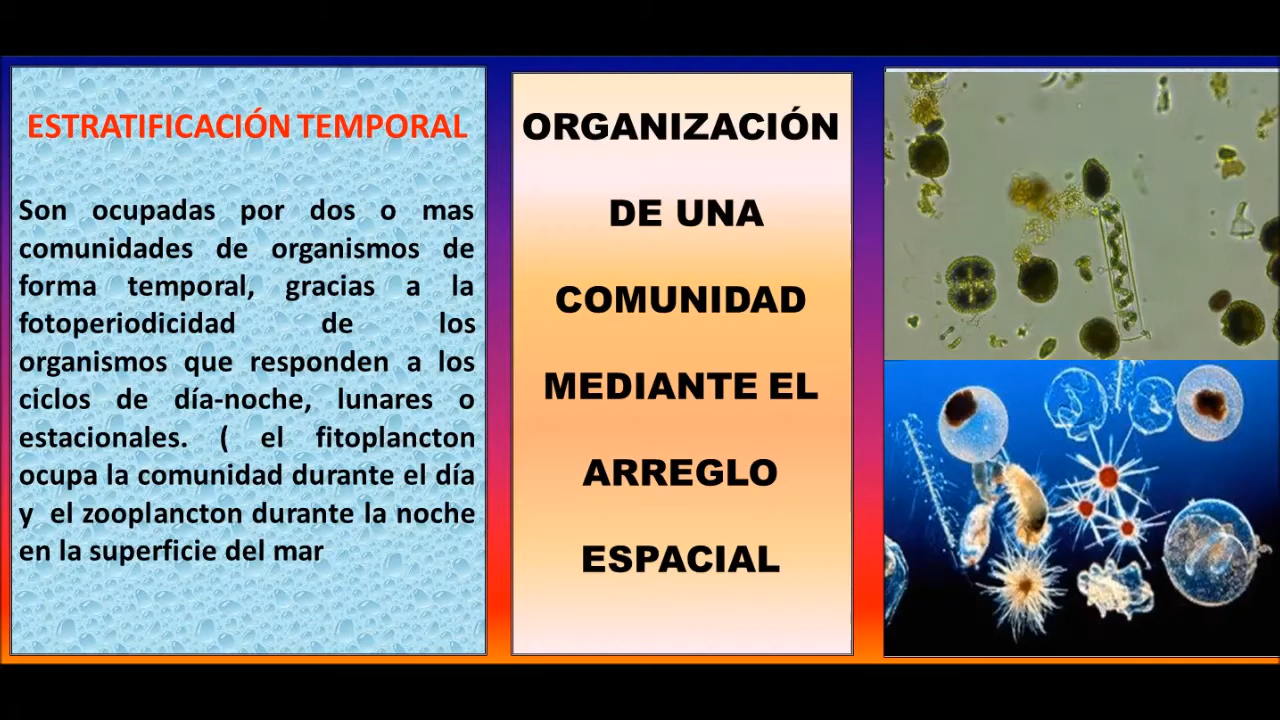 ESTRATIFICACIÓN TEMPORAL
Son ocupadas por dos o mas
comunidades de organismos de
forma temporal, gracias a la
fotoperiodicidad de los
organismos que responden a los
ciclos de día-noche, lunares o
estacionales. ( el fitoplancton
ocupa la comunidad durante el día
y el zooplancton durante la noche
en la superficie del mar
ORGANIZACIÓN
DE UNA
COMUNIDAD
MEDIANTE EL
ARREGLO
ESPACIAL